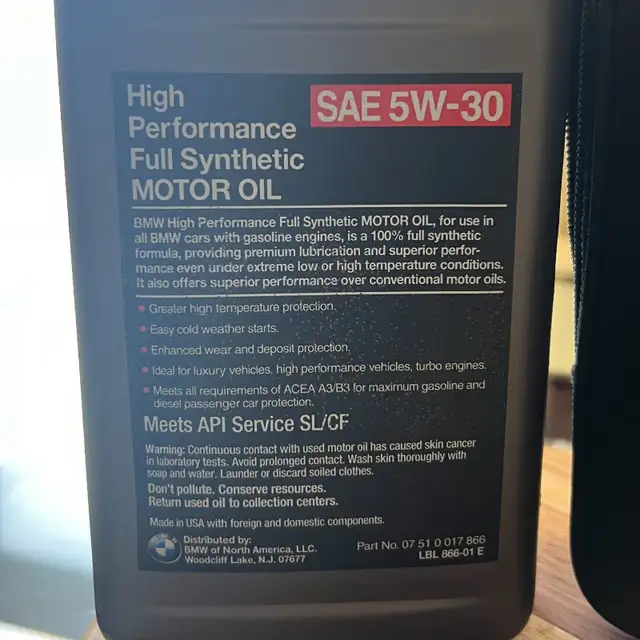 High
Performance
Full Synthetic
MOTOR OIL
SAE 5W-30
BMW High Performance Full Synthetic MOTOR OIL, for use in
all BMW cars with gasoline engines, is a 100% full synthetic
formula, providing premium lubrication and superior perfor-
mance even under extreme low or high temperature conditions.
It also offers superior performance over conventional motor oils.
• Greater high temperature protection.
• Easy cold weather starts.
• Enhanced wear and deposit protection.
• Ideal for luxury vehicles, high performance vehicles, turbo engines.
• Meets all requirements of ACEA A3/B3 for maximum gasoline and
diesel passenger car protection.
Meets API Service SL/CF
Warning: Continuous contact with used motor oil has caused skin cancer
in laboratory tests. Avoid prolonged contact. Wash skin thoroughly with
soap and water. Launder or discard soiled clothes.
Don't pollute. Conserve resources.
Return used oil to collection centers.
Made in USA with foreign and domestic components.
Distributed by:
BMW of North America, LLC.
Woodcliff Lake, N.J. 07677
Part No. 07 51 0 017 866
LBL 866-01 E